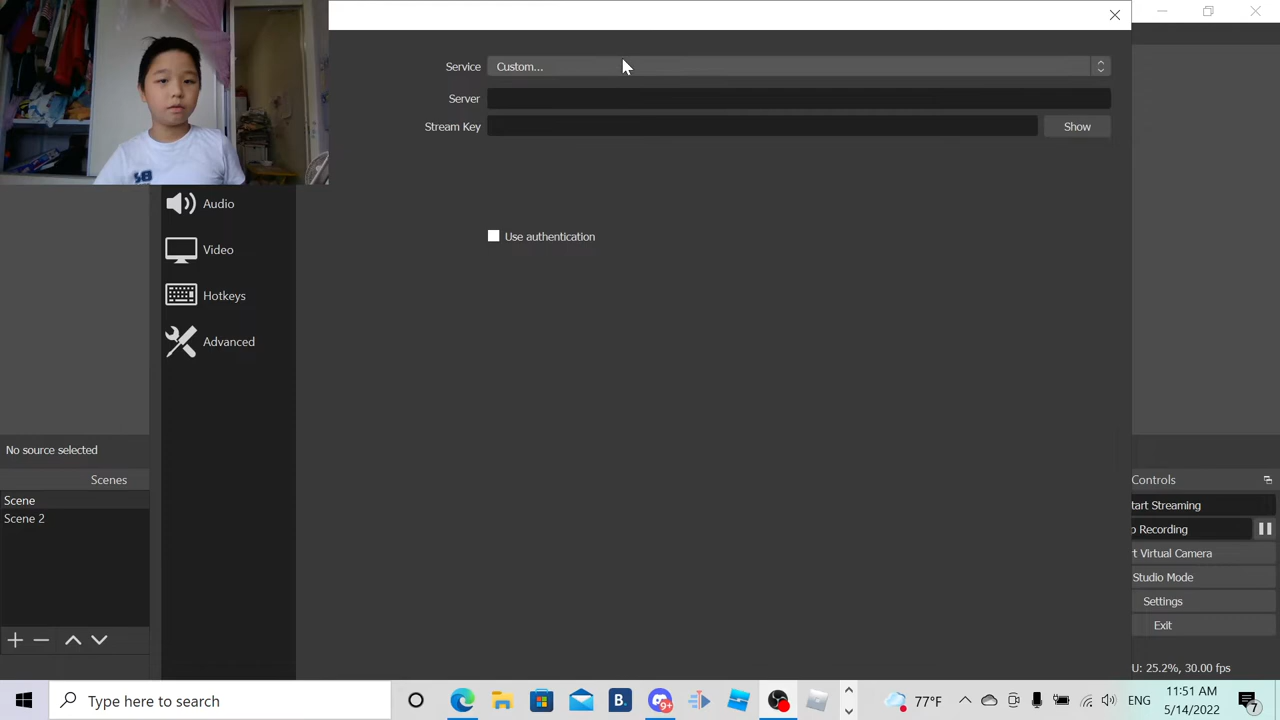 Service Custom...
Server
Stream Key Show
Audio
Use authentication
Video
Hotkeys
Advanced
No source selected
Scenes
Scene
Scene 2
Controls
tart Streaming
p Recording
t Virtual Camera
Studio Mode
Settings
Exit
U: 25.2%, 30.00 fps
Type here to search
B.
9+
77°F
ENG
11:51 AM
5/14/2022
7